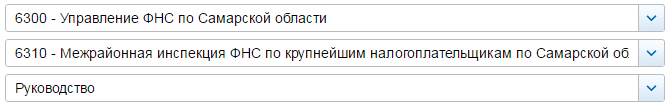 6300 - Управление ФНС по Самарской области
6310 - Межрайонная инспекция ФНС по крупнейшим налогоплательщикам по Самарской об
Руководство